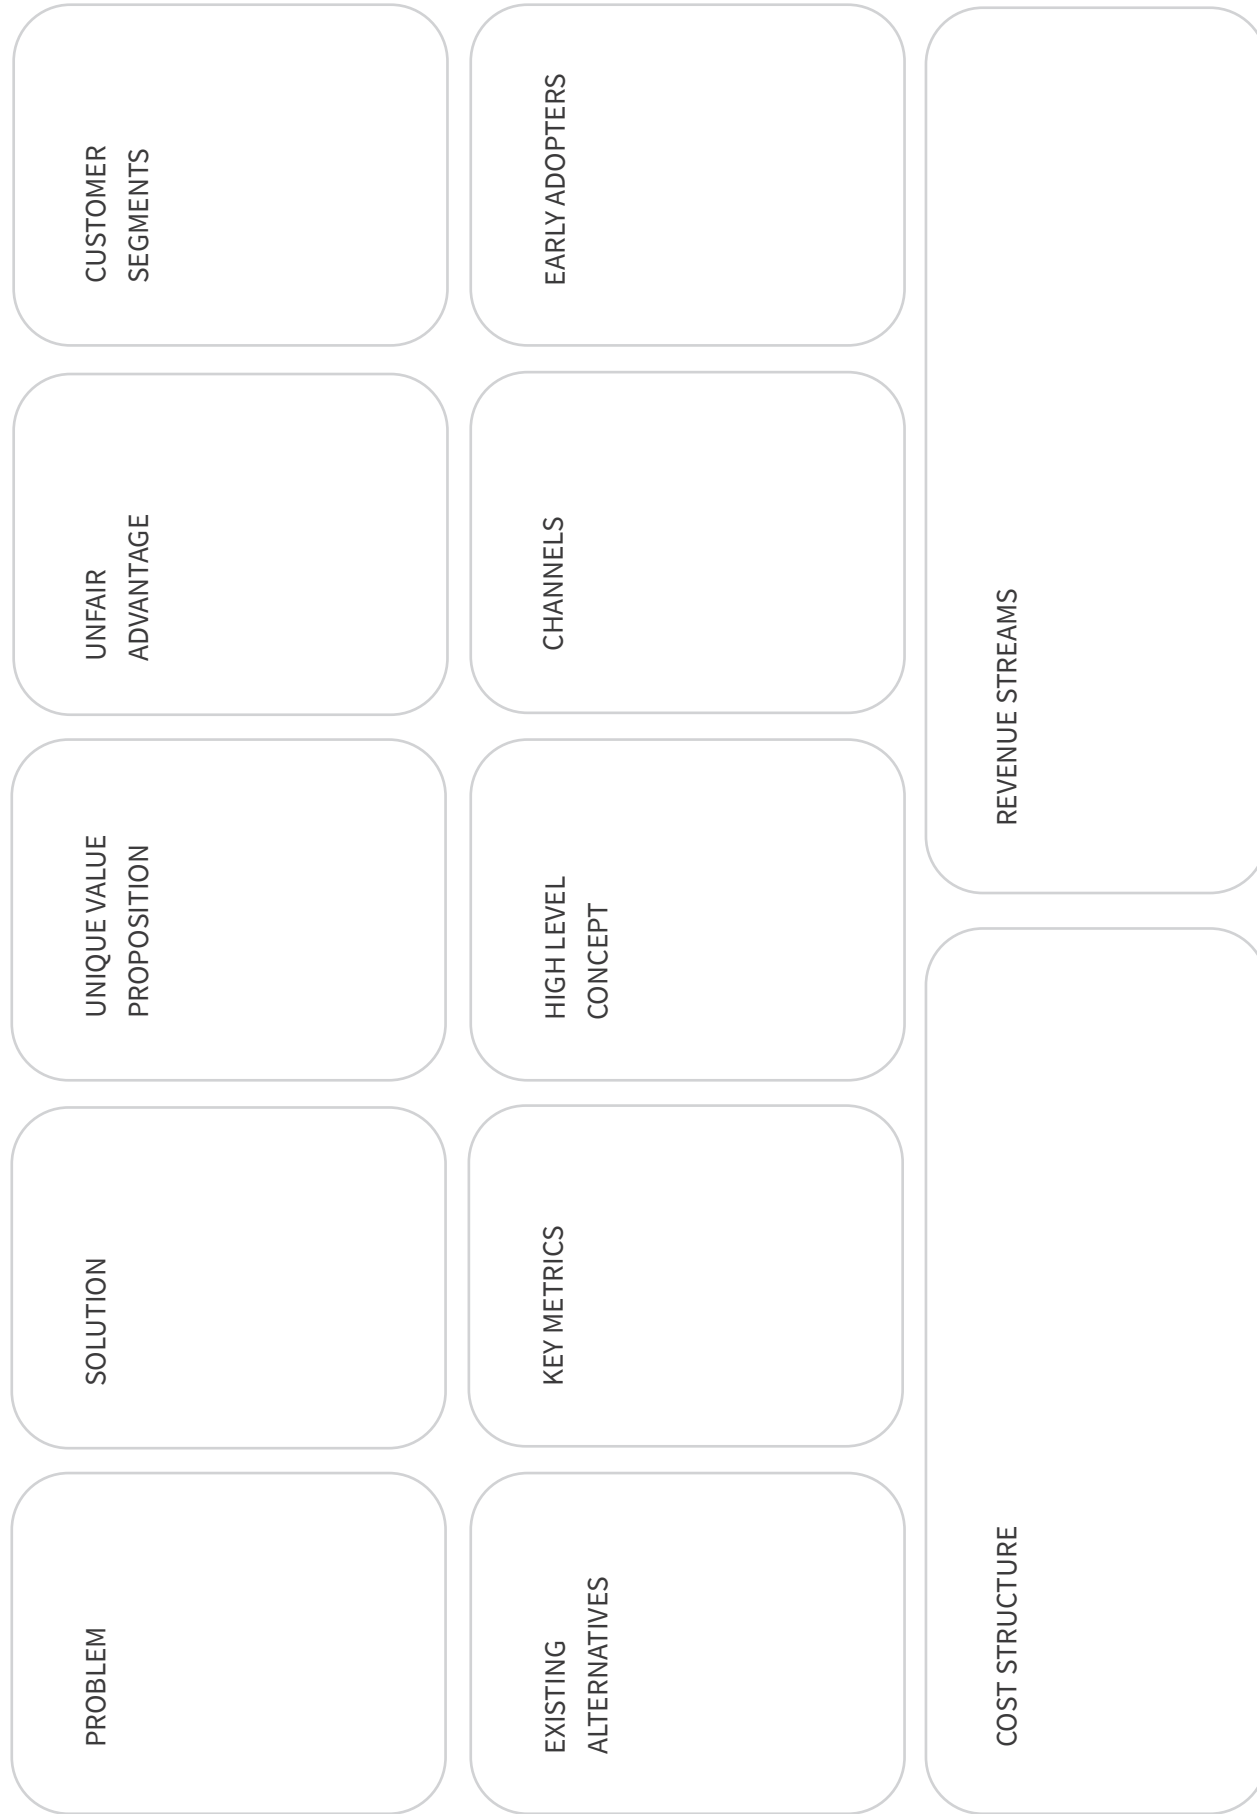 PROBLEM
SOLUTION
UNIQUE VALUE
PROPOSITION
UNFAIR
ADVANTAGE
CUSTOMER
SEGMENTS
EXISTING
ALTERNATIVES
KEY METRICS
HIGH LEVEL
CONCEPT
CHANNELS
EARLY ADOPTERS
COST STRUCTURE
REVENUE STREAMS